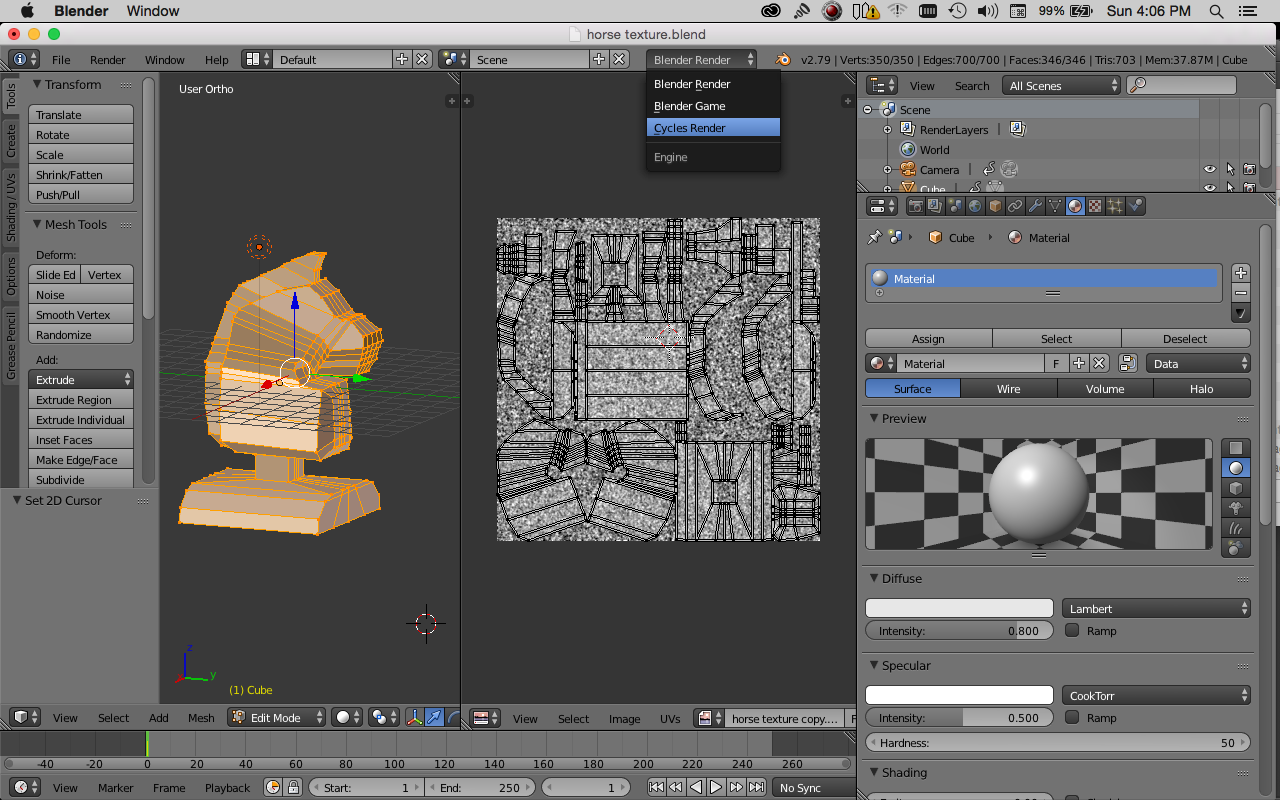 Blender Window 99% Sun 4:06 PM
horse texture.blend
File Render Window Help Default Scene Blender Render v2.79 | Verts:350/350 | Edges:700/700 | Faces:346/346 | Tris:703 | Mem:37.87M | Cube
Blender Render
Blender Game
Cycles Render
Engine
Tools
Create
Shading / UVs
Options
Grease Pencil
Transform
Translate
Rotate
Scale
Shrink/Fatten
Push/Pull
Mesh Tools
Deform:
Slide Ed Vertex
Noise
Smooth Vertex
Randomize
Add:
Extrude
Extrude Region
Extrude Individual
Inset Faces
Make Edge/Face
Subdivide
Set 2D Cursor
User Ortho
z
x
y
(1) Cube
View Select Add Mesh Edit Mode
View Select Image UVs horse texture copy.... F
-40 -20 0 20 40 60 80 100 120 140 160 180 200 220 240 260
View Marker Frame Playback Start: 1 End: 250 1 No Sync
View Search All Scenes
Scene
RenderLayers
World
Camera
Cube
Cube Material
Material
Assign Select Deselect
Material F Data
Surface Wire Volume Halo
Preview
Diffuse
Lambert
Intensity: 0.800 Ramp
Specular
CookTorr
Intensity: 0.500 Ramp
Hardness: 50
Shading